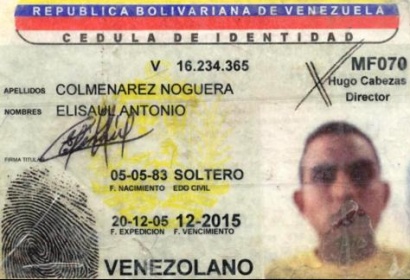 REPUBLICA BOLIVARIANA DE VENEZUELA
CEDULA DE IDENTIDAD
V 16.234.365
MF070
Hugo Cabezas
Director
APELLIDOS COLMENAREZ NOGUERA
NOMBRES ELISAUL ANTONIO
FIRMA TITULAR
05-05-83 SOLTERO
F. NACIMIENTO EDO CIVIL
20-12-05 12-2015
F. EXPEDICION F. VENCIMIENTO
VENEZOLANO